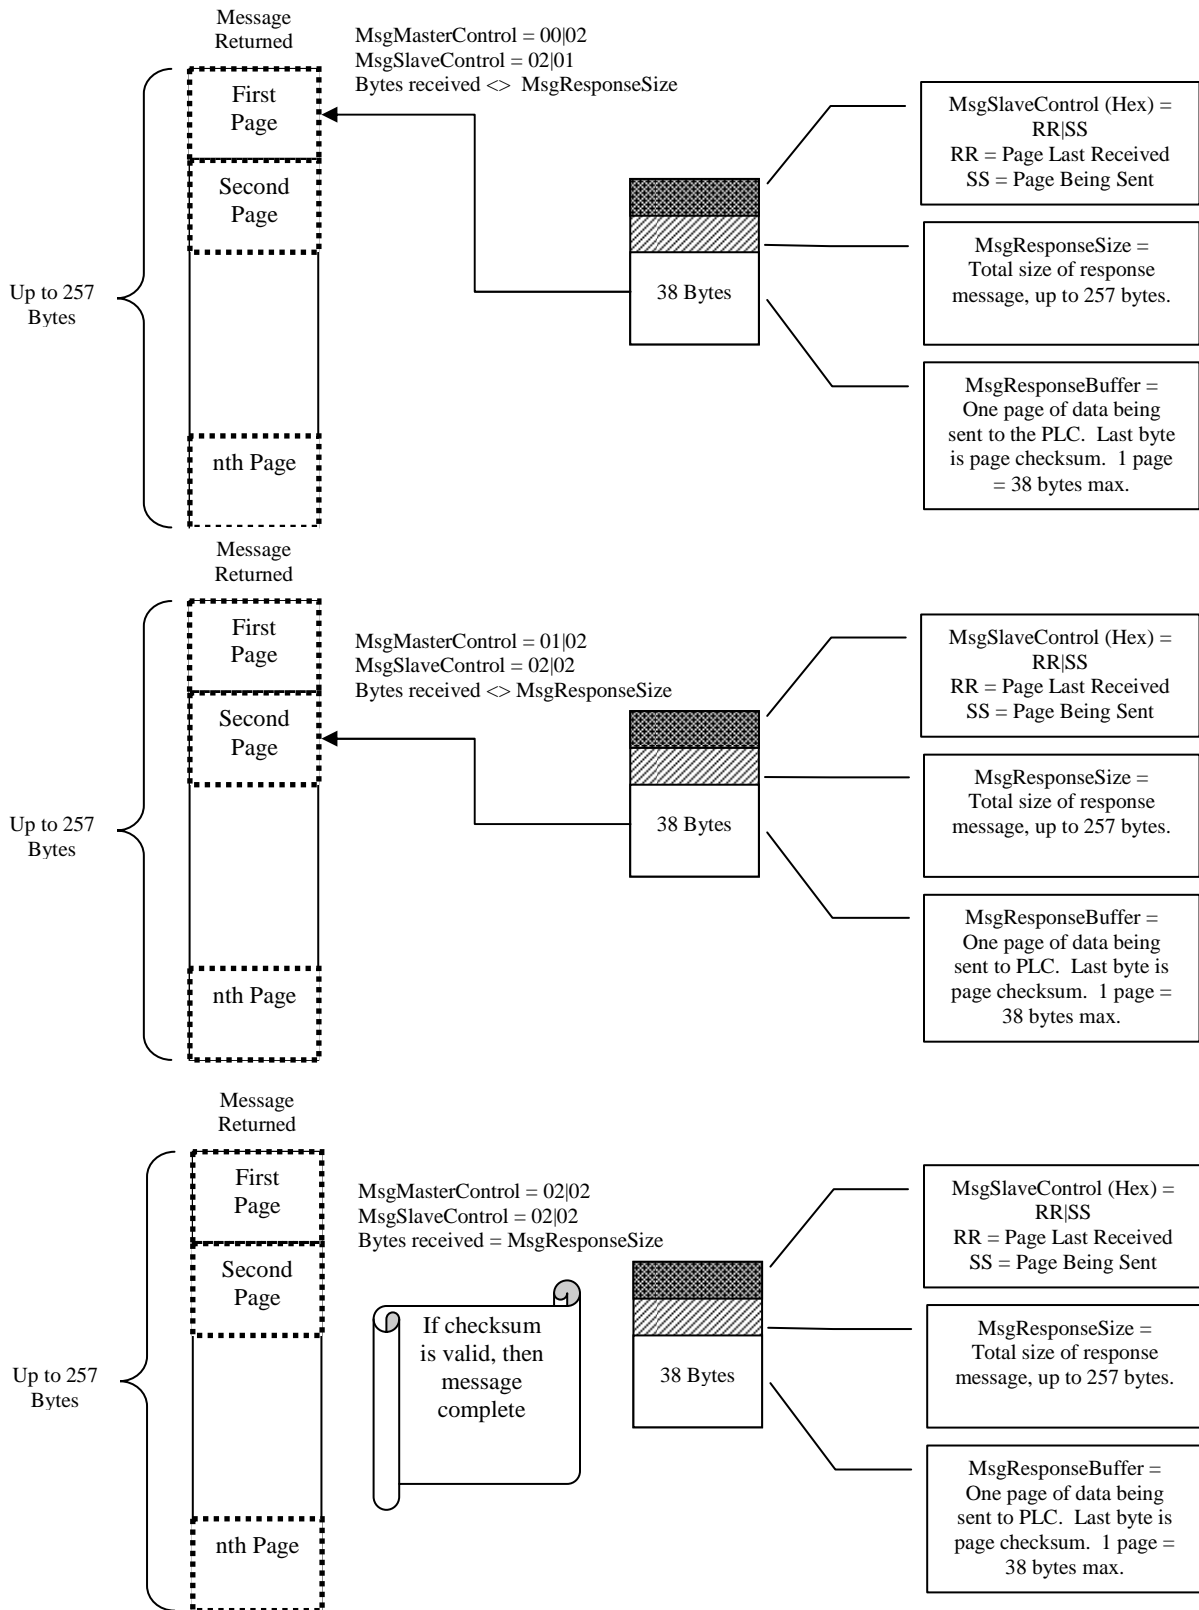 Message
Returned
MsgMasterControl = 00|02
MsgSlaveControl = 02|01
Bytes received <> MsgResponseSize
First
Page
Second
Page
Up to 257
Bytes
nth Page
38 Bytes
MsgSlaveControl (Hex) =
RR|SS
RR = Page Last Received
SS = Page Being Sent
MsgResponseSize =
Total size of response
message, up to 257 bytes.
MsgResponseBuffer =
One page of data being
sent to the PLC. Last byte
is page checksum. 1 page
= 38 bytes max.
Message
Returned
MsgMasterControl = 01|02
MsgSlaveControl = 02|02
Bytes received <> MsgResponseSize
First
Page
Second
Page
Up to 257
Bytes
nth Page
38 Bytes
MsgSlaveControl (Hex) =
RR|SS
RR = Page Last Received
SS = Page Being Sent
MsgResponseSize =
Total size of response
message, up to 257 bytes.
MsgResponseBuffer =
One page of data being
sent to PLC. Last byte is
page checksum. 1 page =
38 bytes max.
Message
Returned
MsgMasterControl = 02|02
MsgSlaveControl = 02|02
Bytes received = MsgResponseSize
First
Page
Second
Page
Up to 257
Bytes
nth Page
If checksum
is valid, then
message
complete
38 Bytes
MsgSlaveControl (Hex) =
RR|SS
RR = Page Last Received
SS = Page Being Sent
MsgResponseSize =
Total size of response
message, up to 257 bytes.
MsgResponseBuffer =
One page of data being
sent to PLC. Last byte is
page checksum. 1 page =
38 bytes max.